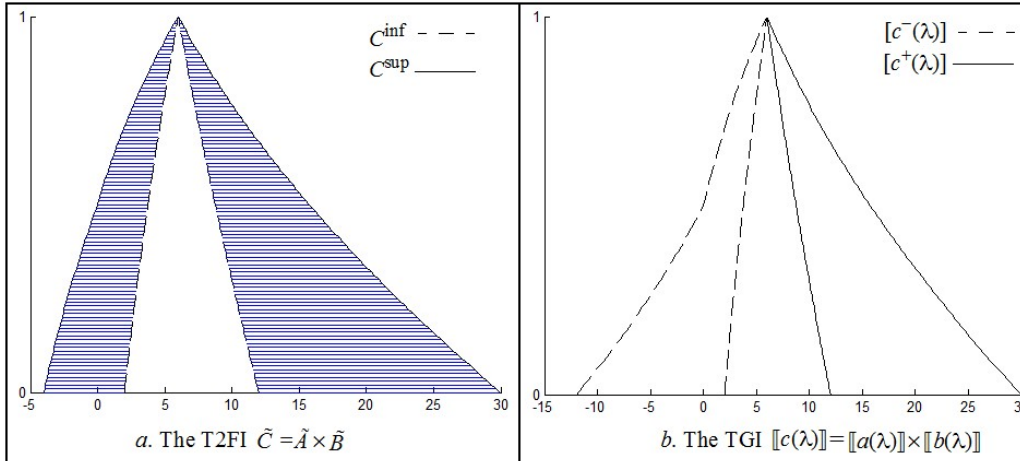 1
C^inf
C^sup
0
-5 0 5 10 15 20 25 30
a. The T2FI C̃ = Ã × B̃
1
[c⁻(λ)]
[c⁺(λ)]
0
-15 -10 -5 0 5 10 15 20 25 30
b. The TGI ⟦c(λ)⟧=⟦a(λ)⟧×⟦b(λ)⟧